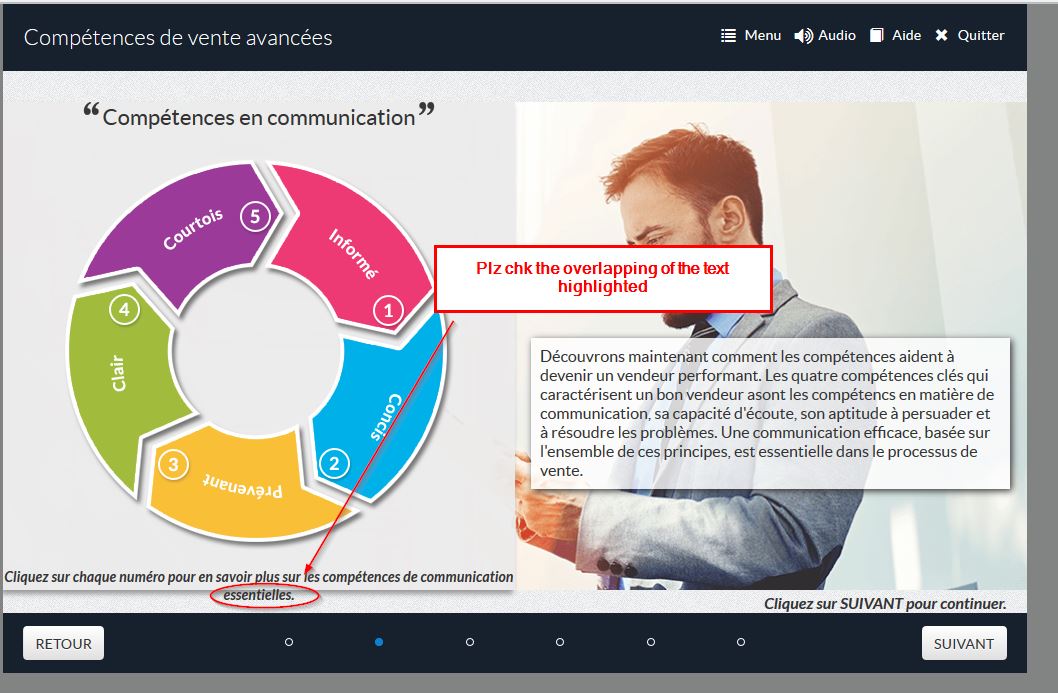 Compétences de vente avancées
Menu Audio Aide Quitter
“Compétences en communication”
Courtois 5
Informé 1
4 Clair
Concis 2
3 Prévenant
Plz chk the overlapping of the text
highlighted
Découvrons maintenant comment les compétences aident à
devenir un vendeur performant. Les quatre compétences clés qui
caractérisent un bon vendeur asont les compétencs en matière de
communication, sa capacité d'écoute, son aptitude à persuader et
à résoudre les problèmes. Une communication efficace, basée sur
l'ensemble de ces principes, est essentielle dans le processus de
vente.
Cliquez sur chaque numéro pour en savoir plus sur les compétences de communication
essentielles.
Cliquez sur SUIVANT pour continuer.
RETOUR
SUIVANT